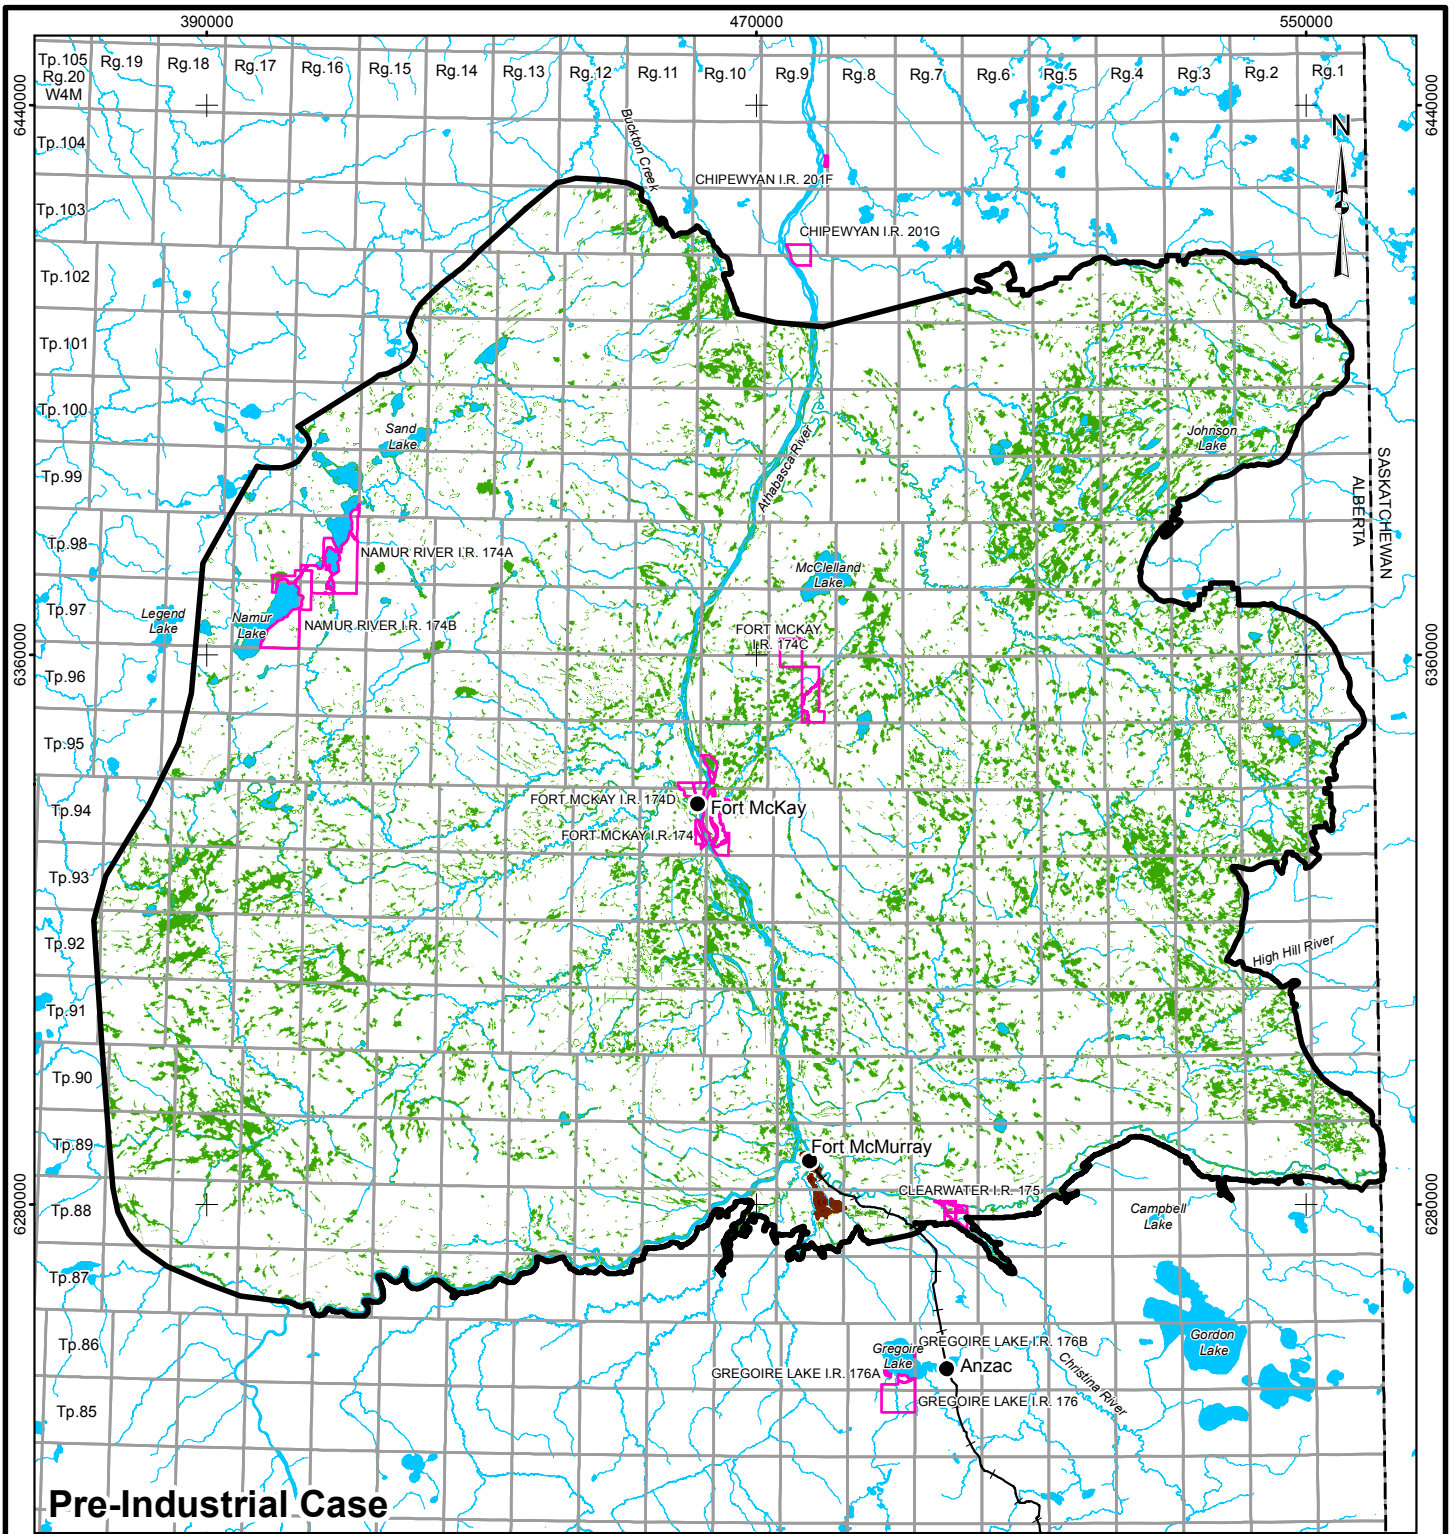 390000
470000
550000
Tp.105
Rg.20
W4M
Rg.19
Rg.18
Rg.17
Rg.16
Rg.15
Rg.14
Rg.13
Rg.12
Rg.11
Rg.10
Rg.9
Rg.8
Rg.7
Rg.6
Rg.5
Rg.4
Rg.3
Rg.2
Rg.1
6440000
6440000
N
Tp.104
Buckton Creek
CHIPEWYAN I.R. 201F
Tp.103
CHIPEWYAN I.R. 201G
Tp.102
Tp.101
Tp.100
Sand
Lake
Johnson
Lake
Athabasca River
Tp.99
SASKATCHEWAN
ALBERTA
Tp.98
NAMUR RIVER I.R. 174A
McClelland
Lake
Tp.97
Legend
Lake
Namur
Lake
NAMUR RIVER I.R. 174B
FORT MCKAY
I.R. 174C
6360000
6360000
Tp.96
Tp.95
Tp.94
FORT MCKAY I.R. 174D
Fort McKay
FORT MCKAY I.R.174
Tp.93
Tp.92
High Hill River
Tp.91
Tp.90
Tp.89
Fort McMurray
CLEARWATER I.R. 175
6280000
6280000
Tp.88
Campbell
Lake
Tp.87
Tp.86
Gregoire
Lake
GREGOIRE LAKE I.R. 176B
Gordon
Lake
Anzac
GREGOIRE LAKE I.R. 176A
Christina River
GREGOIRE LAKE I.R. 176
Tp.85
Pre-Industrial Case